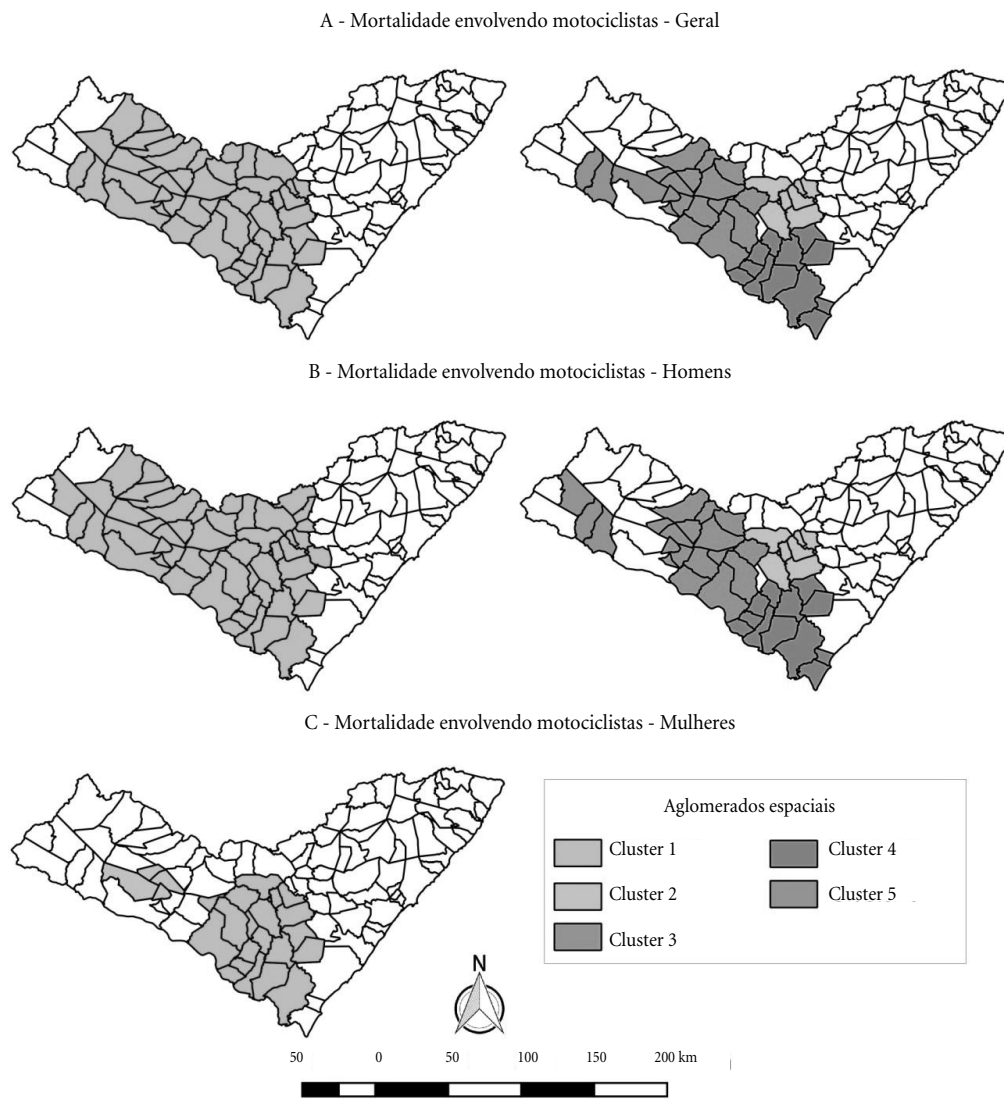 A - Mortalidade envolvendo motociclistas - Geral
B - Mortalidade envolvendo motociclistas - Homens
C - Mortalidade envolvendo motociclistas - Mulheres
Aglomerados espaciais
Cluster 1
Cluster 4
Cluster 2
Cluster 5
Cluster 3
N
50 0 50 100 150 200 km